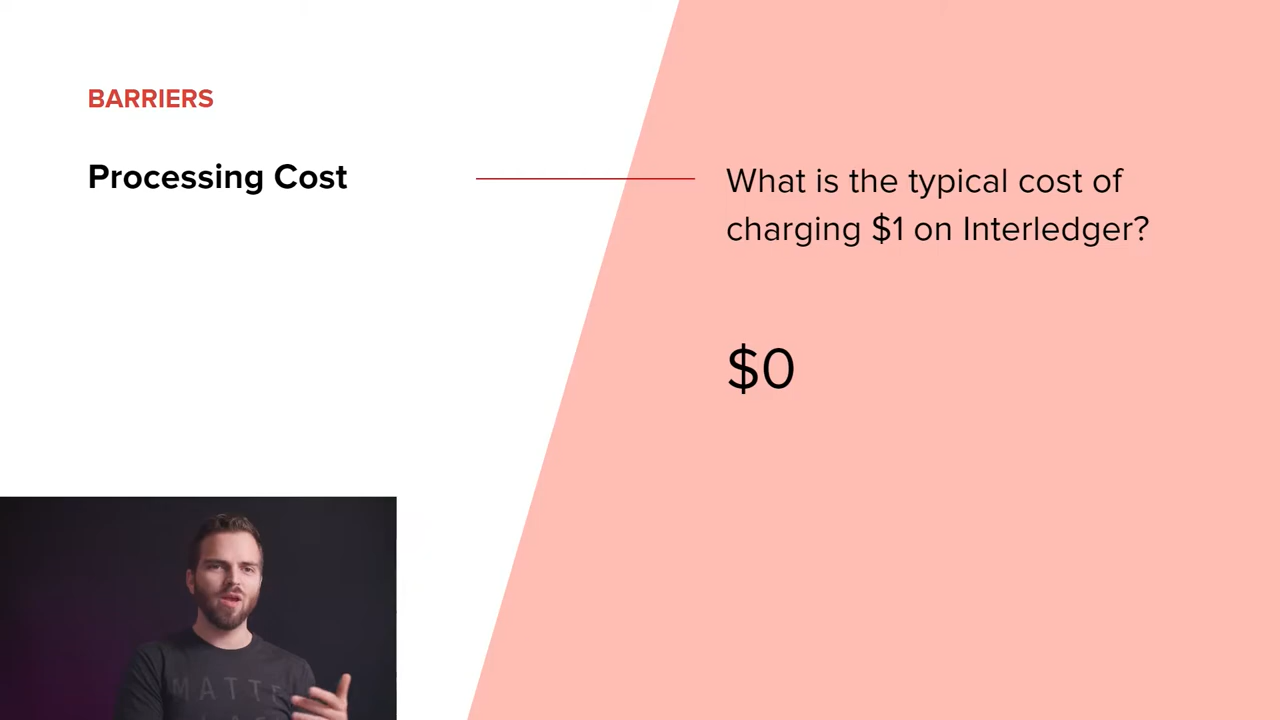 BARRIERS
Processing Cost
What is the typical cost of
charging $1 on Interledger?
$0